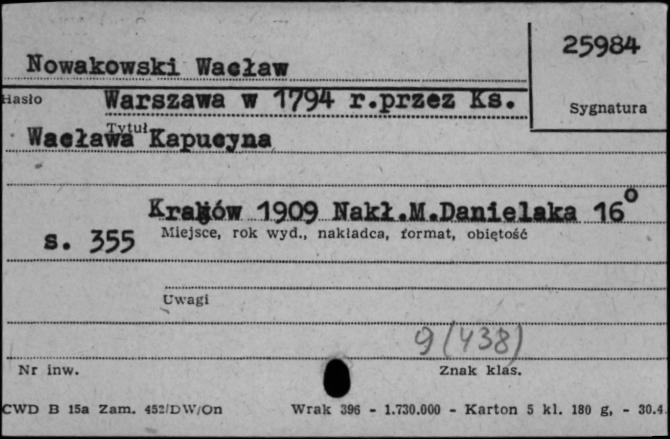 25984
Nowakowski Wacław
Hasło
Warszawa w 1794 r.przez Ks.
Sygnatura
Tytuł
Wacława Kapucyna
Kraków 1909 Nakł.M.Danielaka 16°
s. 355
Miejsce, rok wyd., nakładca, format, objętość
Uwagi
9(438)
Nr inw.
Znak klas.
CWD B 15a Zam. 452/DW/On Wrak 396 - 1.730.000 - Karton 5 kl. 180 g, - 30.4